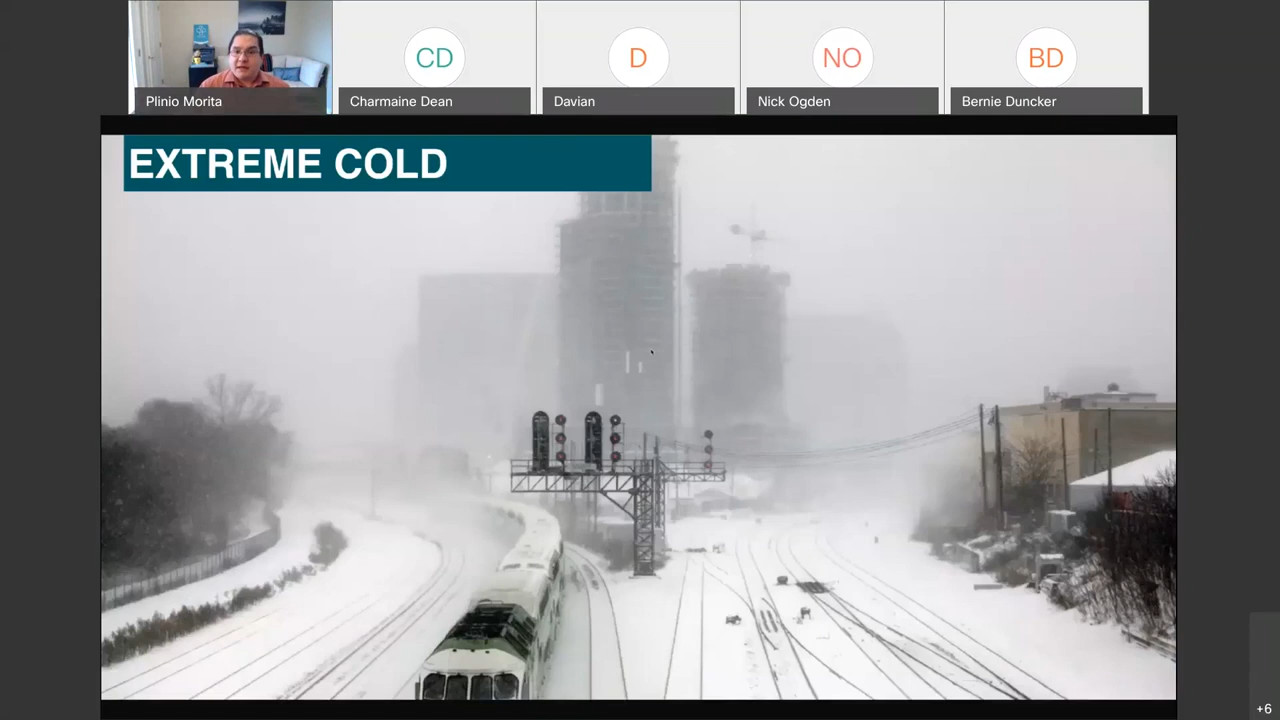 CD
D
NO
BD
Plinio Morita
Charmaine Dean
Davian
Nick Ogden
Bernie Duncker
EXTREME COLD
+6